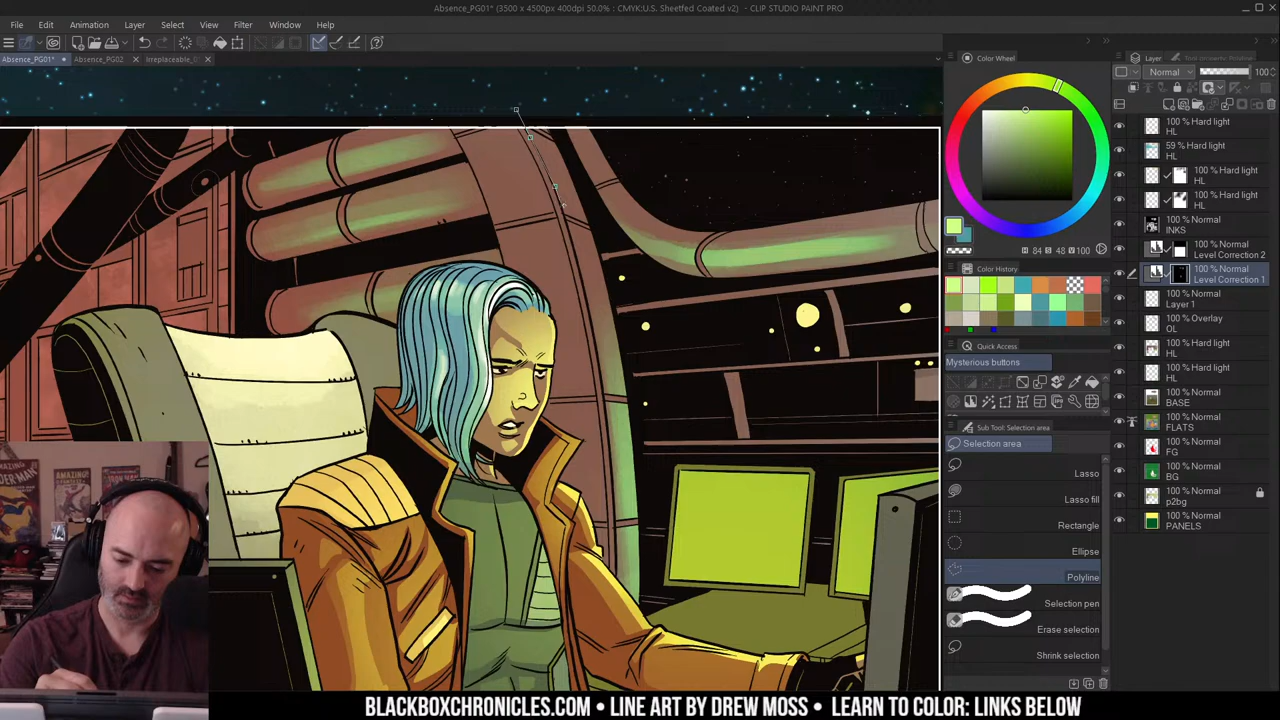 Absence_PG01* (3500 x 4500px 400dpi 50.0% : CMYK:U.S. Sheetfed Coated v2) - CLIP STUDIO PAINT PRO
File Edit Animation Layer Select View Filter Window Help
Absence_PG01* Absence_PG02 Irreplaceable_0
Color Wheel
H 84 S 48 V 100
Color History
Quick Access
Mysterious buttons
Sub Tool: Selection area
Selection area
Lasso
Lasso fill
Rectangle
Ellipse
Polyline
Selection pen
Erase selection
Shrink selection
Layer
Normal 100
100 % Hard light
HL
59 % Hard light
HL
100 % Hard light
HL
100 % Hard light
HL
100 % Normal
INKS
100 % Normal
Level Correction 2
100 % Normal
Level Correction 1
100 % Normal
Layer 1
100 % Overlay
OL
100 % Hard light
HL
100 % Hard light
HL
100 % Normal
BASE
100 % Normal
FLATS
100 % Normal
FG
100 % Normal
BG
100 % Normal
p2bg
100 % Normal
PANELS
AMAZING
BLACKBOXCHRONICLES.COM • LINE ART BY DREW MOSS • LEARN TO COLOR: LINKS BELOW